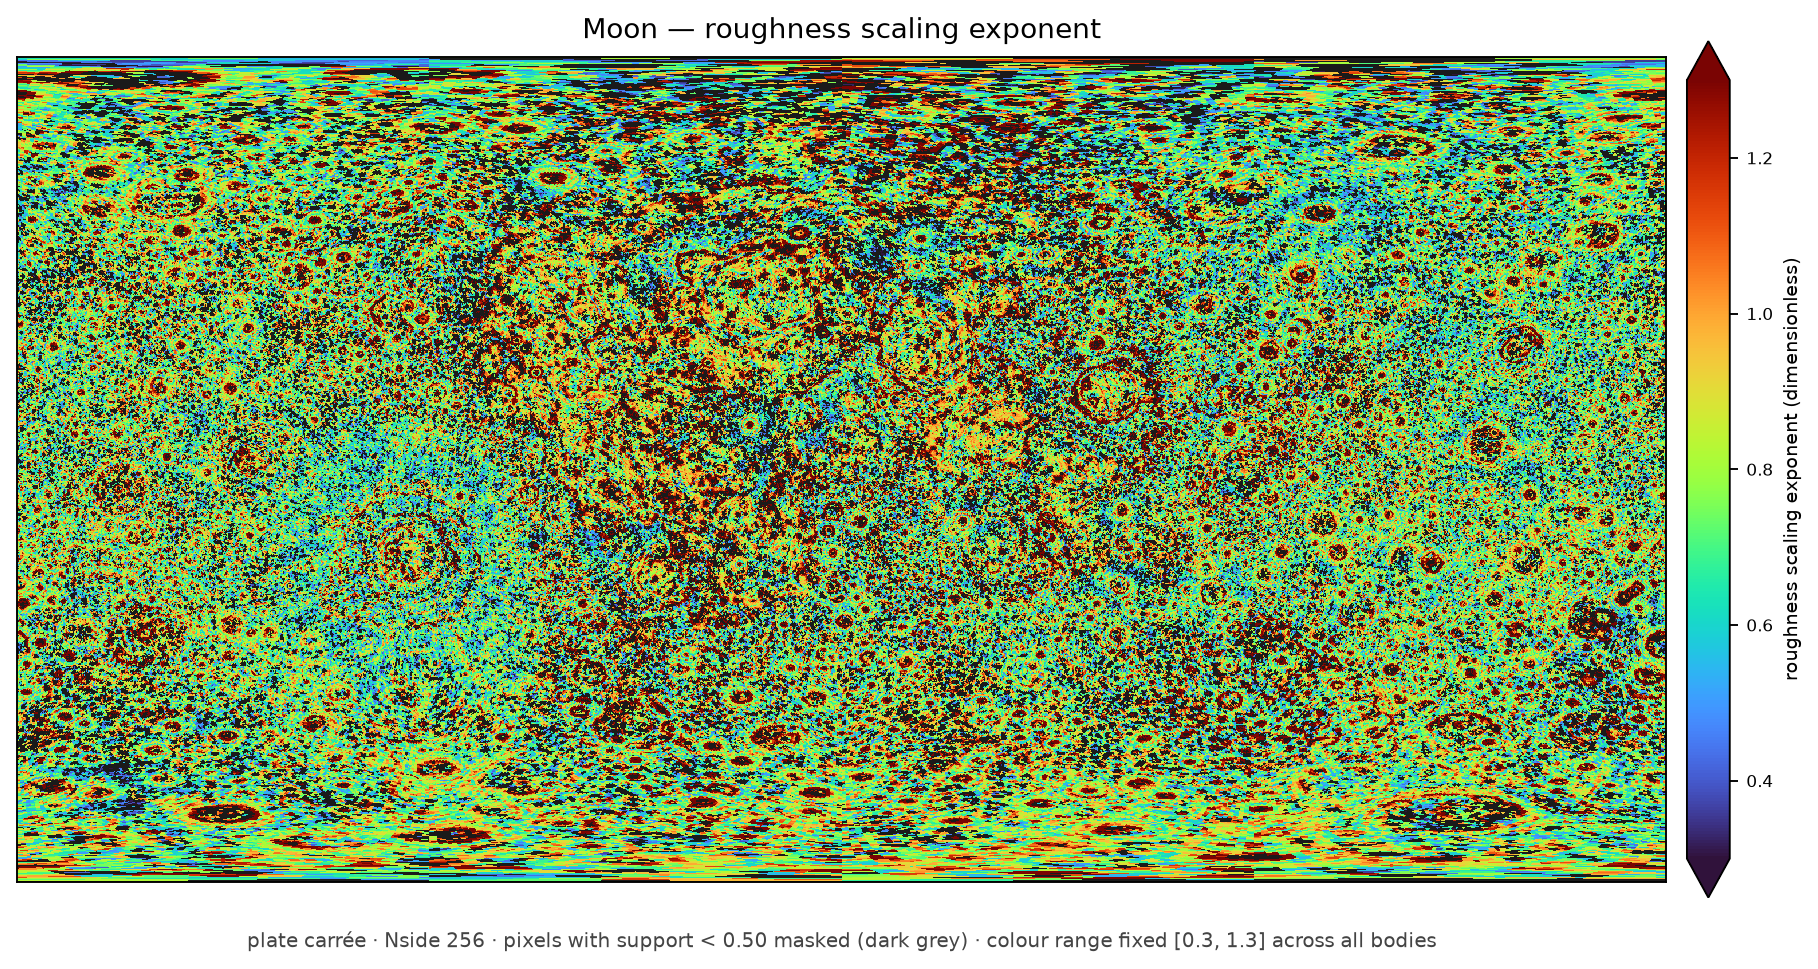 Moon — roughness scaling exponent
1.2
1.0
0.8
0.6
0.4
roughness scaling exponent (dimensionless)
plate carrée · Nside 256 · pixels with support < 0.50 masked (dark grey) · colour range fixed [0.3, 1.3] across all bodies